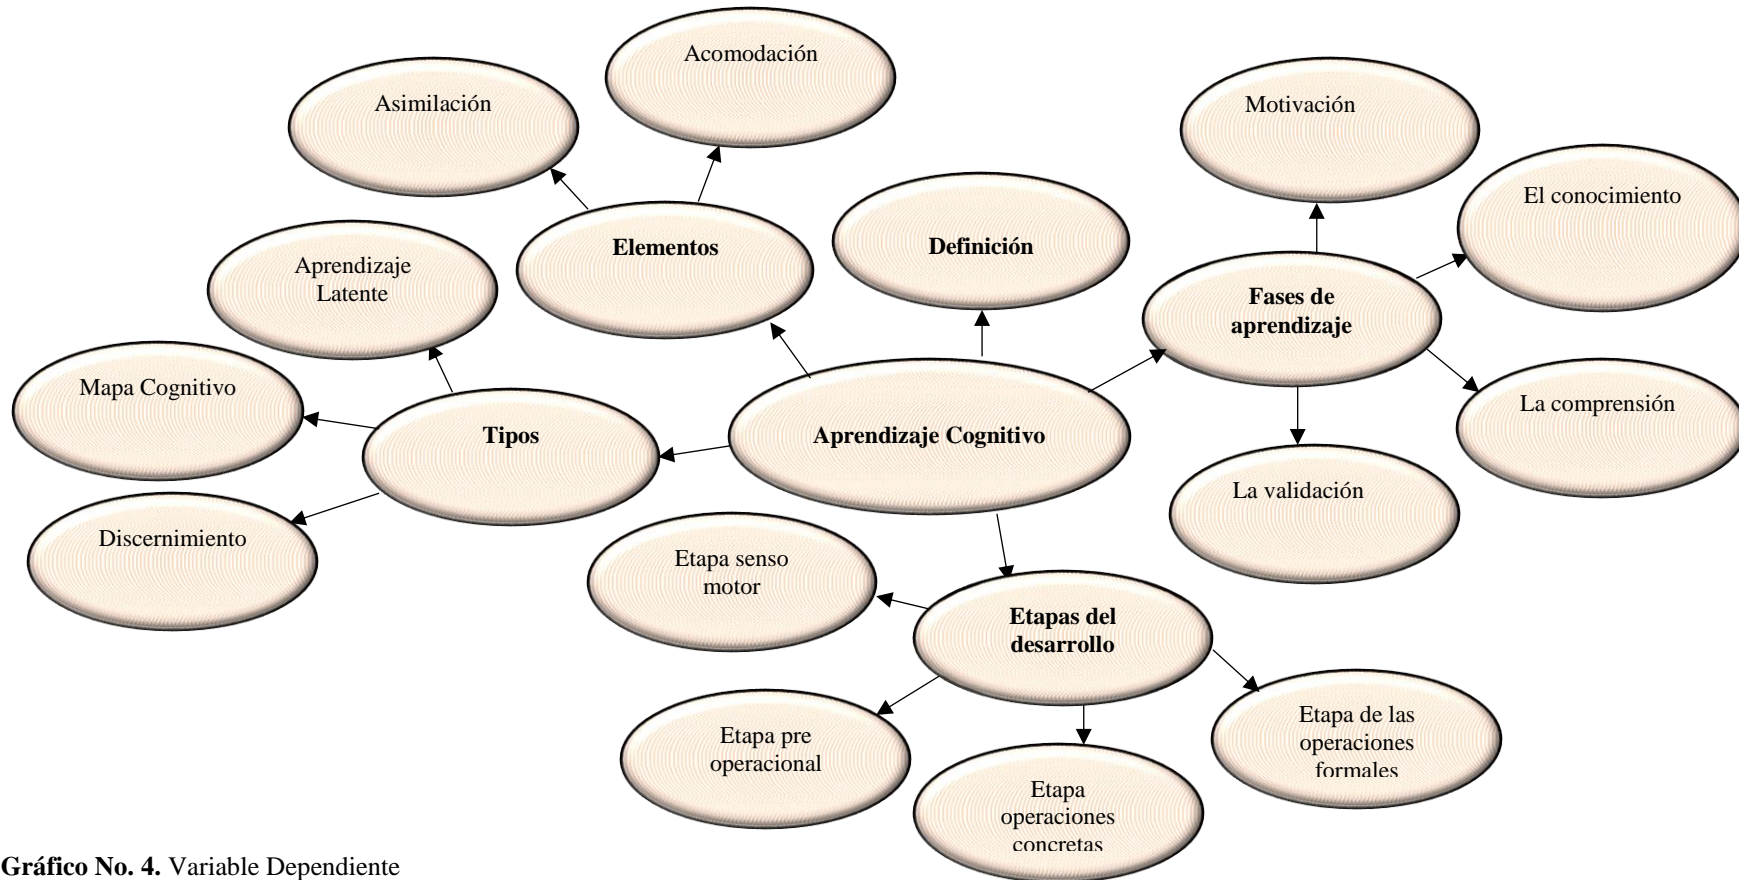 Acomodación
Asimilación
Motivación
El conocimiento
Elementos
Definición
Aprendizaje
Latente
Fases de
aprendizaje
Mapa Cognitivo
La comprensión
Tipos
Aprendizaje Cognitivo
La validación
Discernimiento
Etapa senso
motor
Etapas del
desarrollo
Etapa pre
operacional
Etapa de las
operaciones
formales
Etapa
operaciones
concretas
Gráfico No. 4. Variable Dependiente